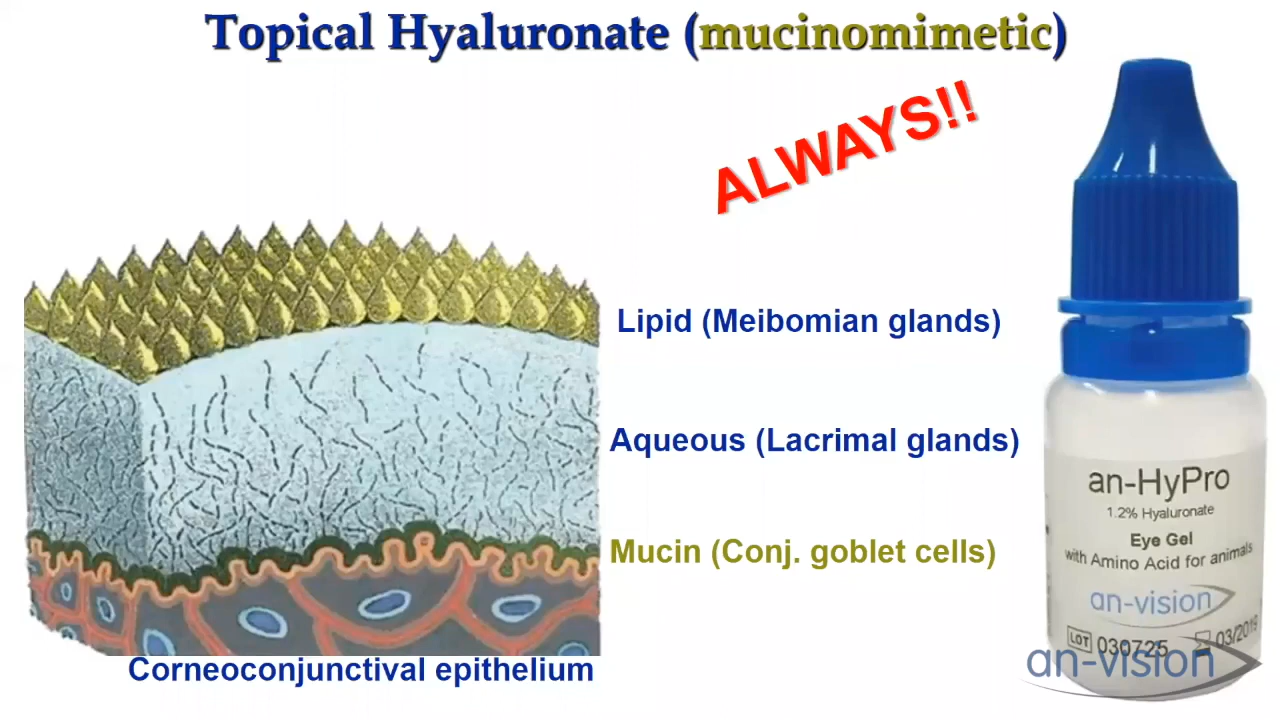 Topical Hyaluronate (mucinomimetic)
ALWAYS!!
Lipid (Meibomian glands)
Aqueous (Lacrimal glands)
Mucin (Conj. goblet cells)
Corneoconjunctival epithelium
an-HyPro
1.2% Hyaluronate
Eye Gel
with Amino Acid for animals
an-vision
LOT 030725 03/2019
an-vision